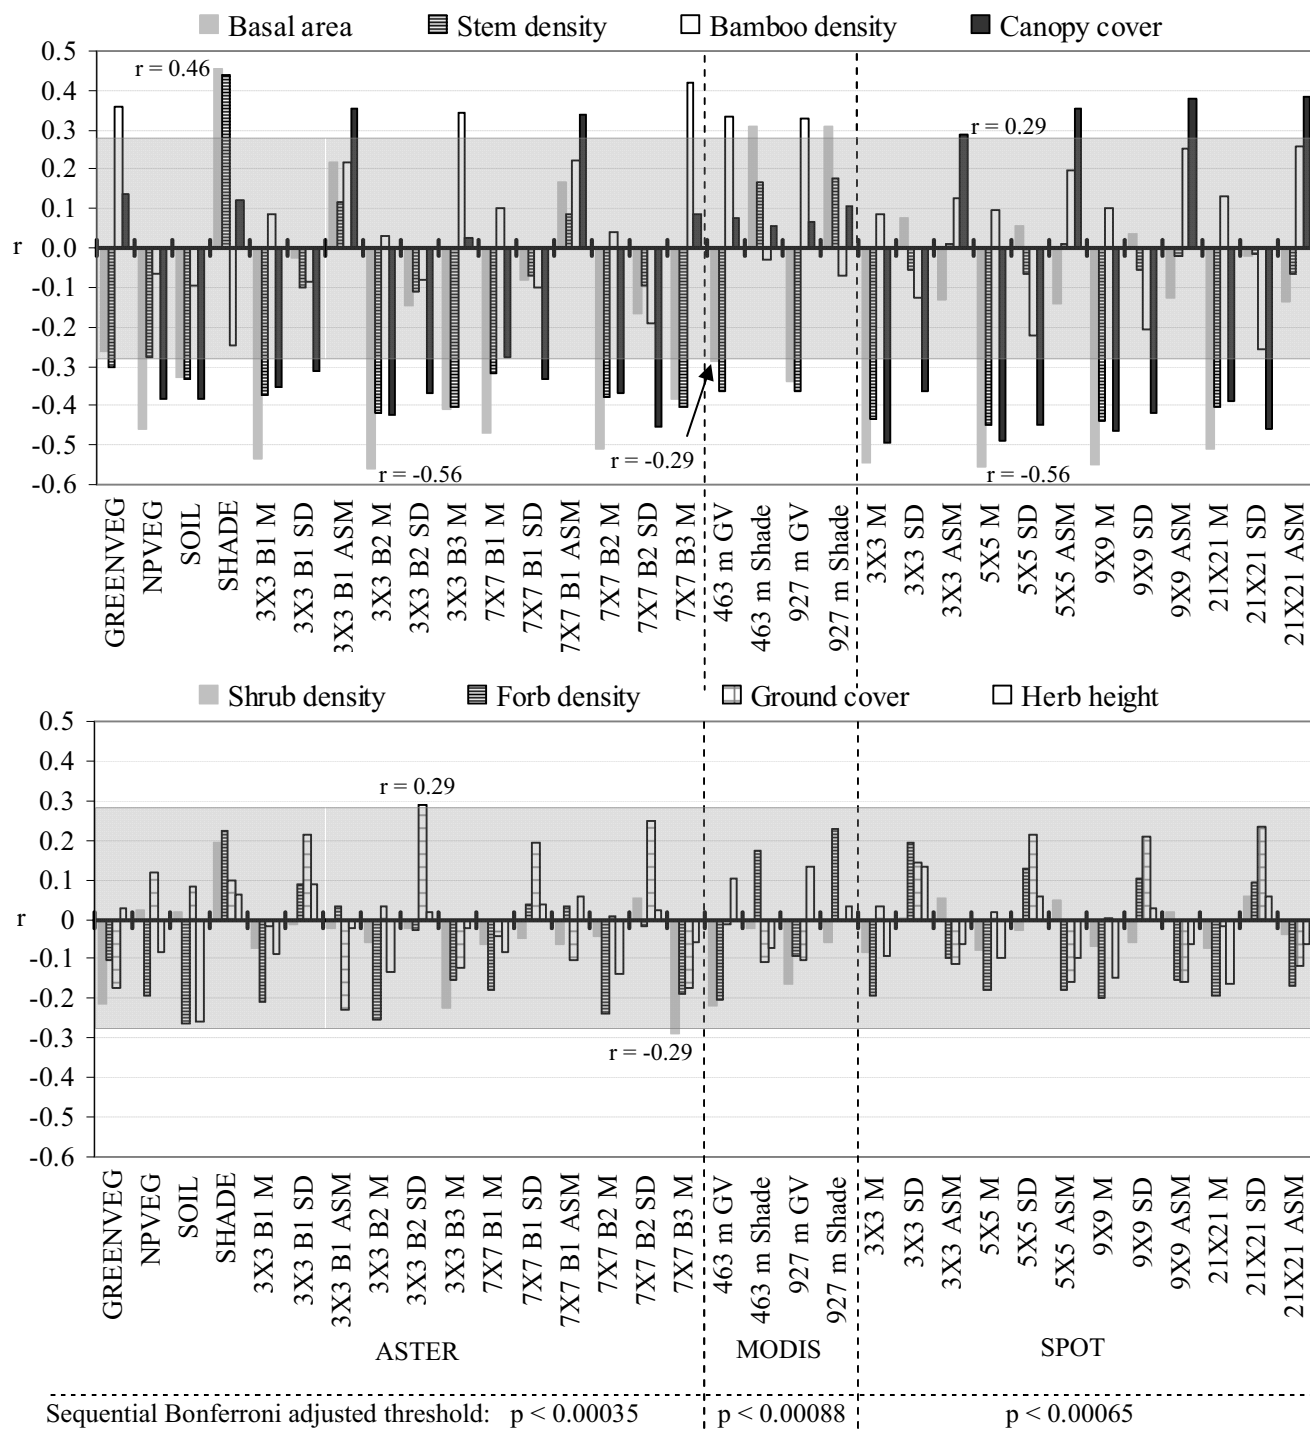 Basal area Stem density Bamboo density Canopy cover
0.5
0.4
0.3
0.2
0.1
0.0
-0.1
-0.2
-0.3
-0.4
-0.5
-0.6
r
r = 0.46
r = 0.29
r = -0.56
r = -0.29
r = -0.56
GREENVEG
NPVEG
SOIL
SHADE
3X3 B1 M
3X3 B1 SD
3X3 B1 ASM
3X3 B2 M
3X3 B2 SD
3X3 B3 M
7X7 B1 M
7X7 B1 SD
7X7 B1 ASM
7X7 B2 M
7X7 B2 SD
7X7 B3 M
463 m GV
463 m Shade
927 m GV
927 m Shade
3X3 M
3X3 SD
3X3 ASM
5X5 M
5X5 SD
5X5 ASM
9X9 M
9X9 SD
9X9 ASM
21X21 M
21X21 SD
21X21 ASM
Shrub density Forb density Ground cover Herb height
0.5
0.4
0.3
0.2
0.1
0
-0.1
-0.2
-0.3
-0.4
-0.5
-0.6
r
r = 0.29
r = -0.29
GREENVEG
NPVEG
SOIL
SHADE
3X3 B1 M
3X3 B1 SD
3X3 B1 ASM
3X3 B2 M
3X3 B2 SD
3X3 B3 M
7X7 B1 M
7X7 B1 SD
7X7 B1 ASM
7X7 B2 M
7X7 B2 SD
7X7 B3 M
463 m GV
463 m Shade
927 m GV
927 m Shade
3X3 M
3X3 SD
3X3 ASM
5X5 M
5X5 SD
5X5 ASM
9X9 M
9X9 SD
9X9 ASM
21X21 M
21X21 SD
21X21 ASM
ASTER MODIS SPOT
Sequential Bonferroni adjusted threshold: p < 0.00035 p < 0.00088 p < 0.00065